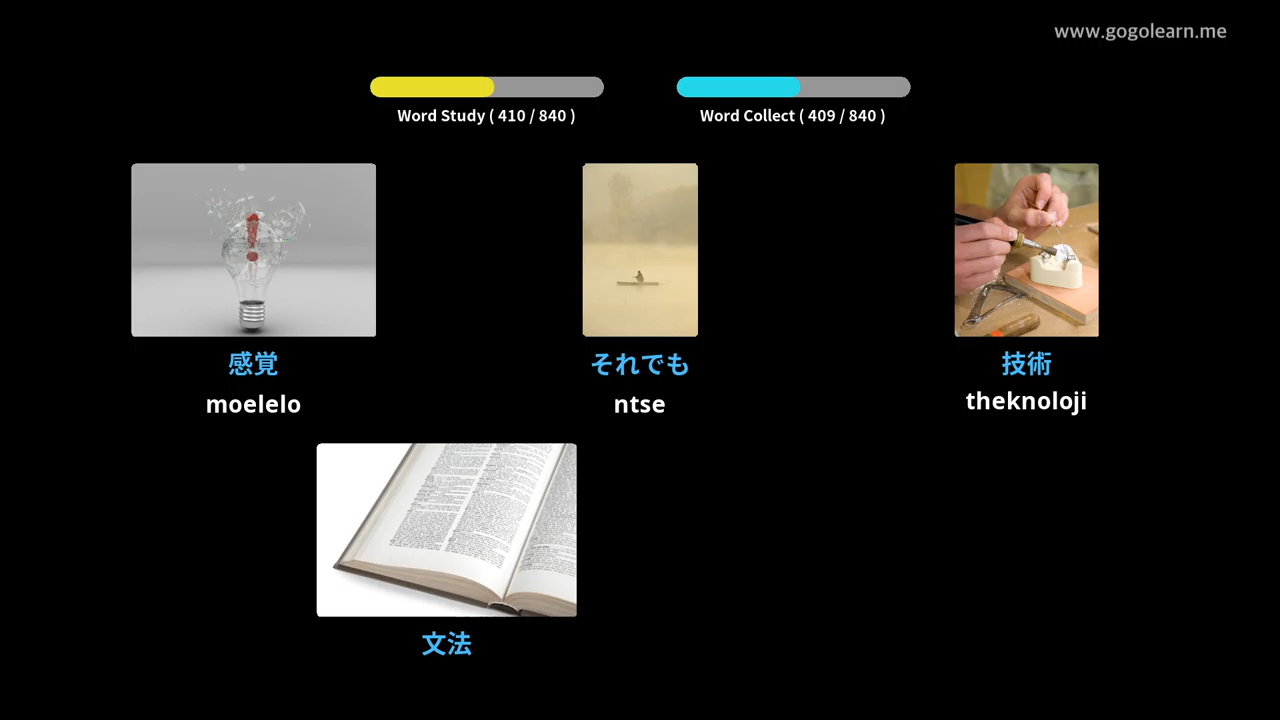 www.gogolearn.me
Word Study ( 410 / 840 )
Word Collect ( 409 / 840 )
感覚
moelelo
それでも
ntse
技術
theknoloji
文法